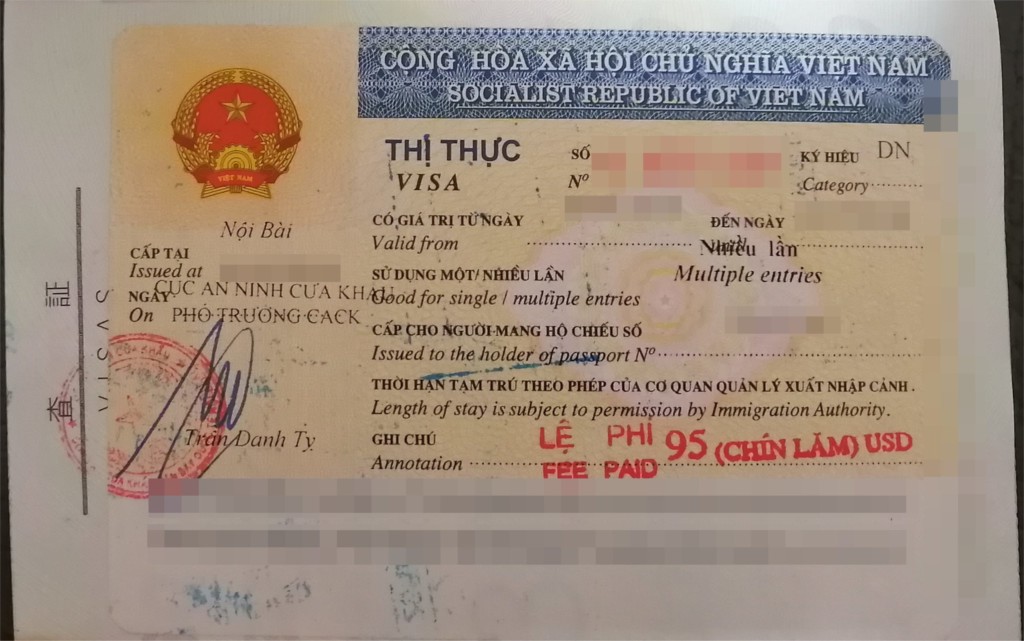 CỘNG HÒA XÃ HỘI CHỦ NGHĨA VIỆT NAM
SOCIALIST REPUBLIC OF VIET NAM
VIỆT NAM
THỊ THỰC
VISA
SỐ
Nº
KÝ HIỆU DN
Category
Nội Bài
CẤP TẠI
Issued at
NGÀY
On
CỤC AN NINH CỬA KHẨU
PHÓ TRƯỞNG CACK
Trần Danh Tỵ
CÓ GIÁ TRỊ TỪ NGÀY
Valid from
ĐẾN NGÀY
Nhiều lần
Multiple entries
SỬ DỤNG MỘT/ NHIỀU LẦN
Good for single / multiple entries
CẤP CHO NGƯỜI MANG HỘ CHIẾU SỐ
Issued to the holder of passport Nº
THỜI HẠN TẠM TRÚ THEO PHÉP CỦA CƠ QUAN QUẢN LÝ XUẤT NHẬP CẢNH .
Length of stay is subject to permission by Immigration Authority.
GHI CHÚ
Annotation
LỆ PHÍ 95 (CHÍN LĂM) USD
FEE PAID
査 証
VISAS